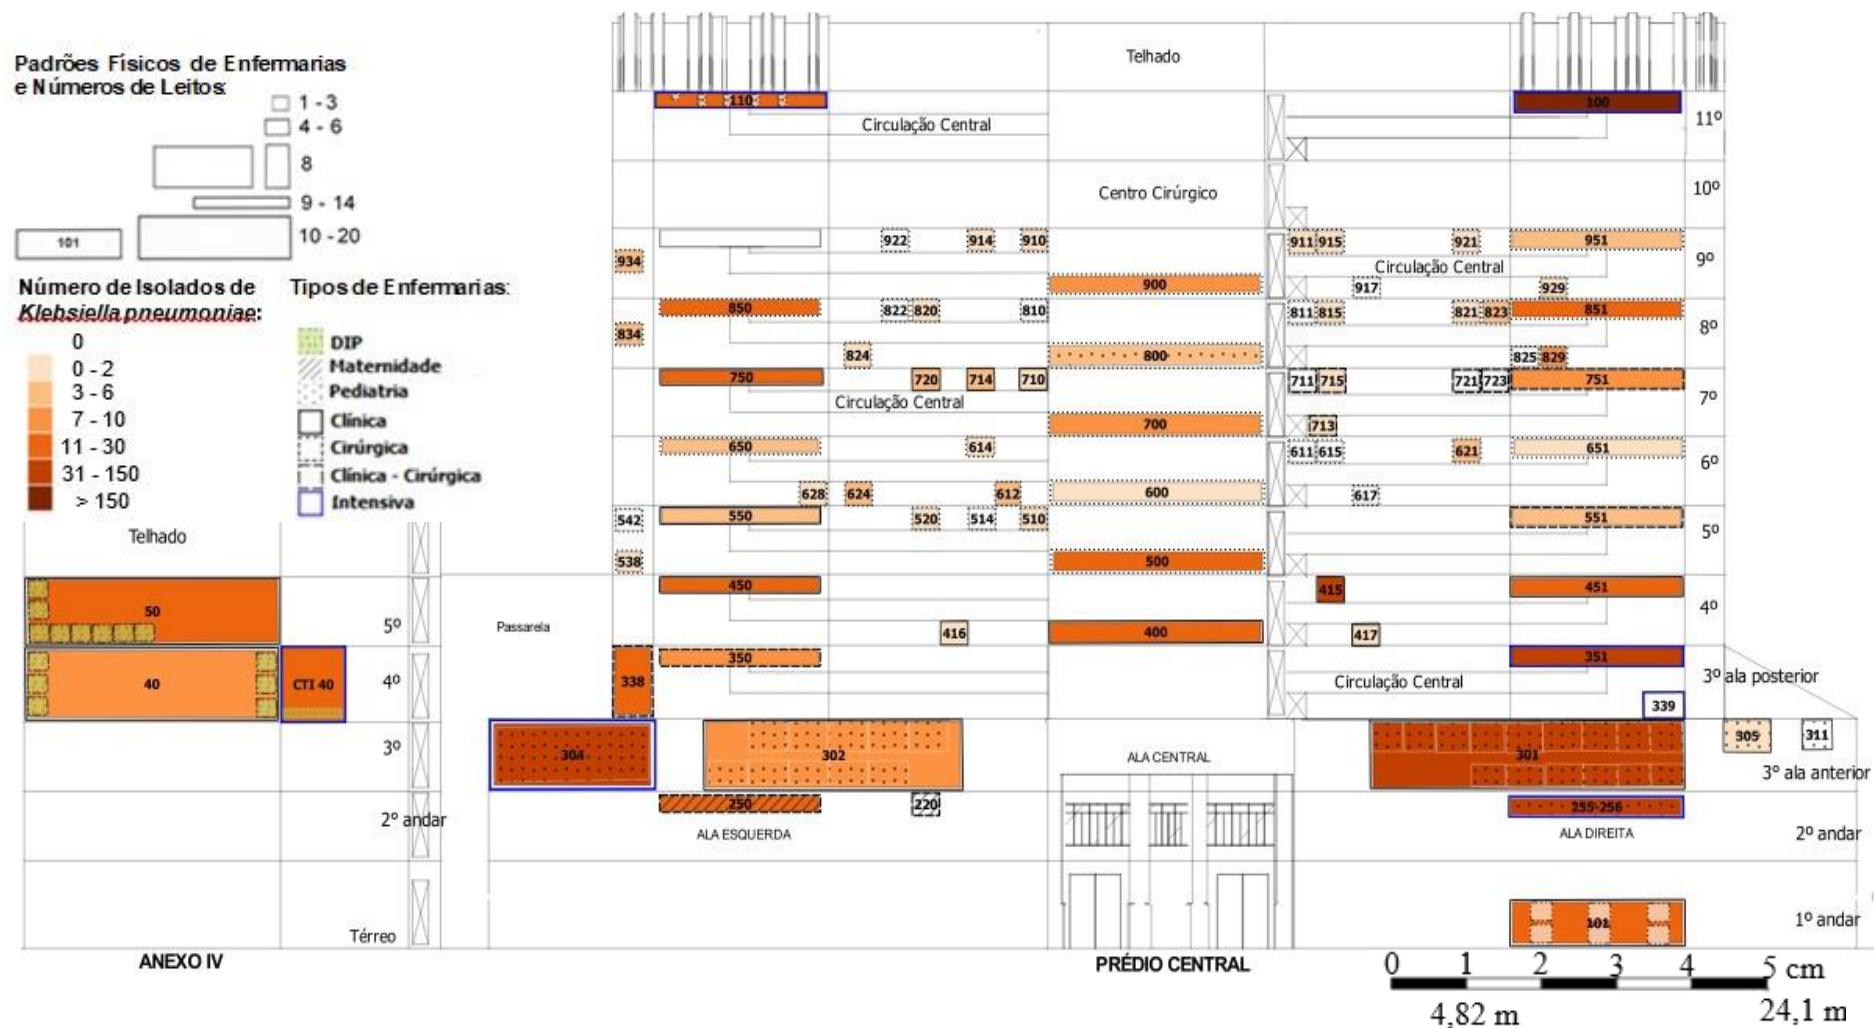 Padrões Físicos de Enfermarias
e Números de Leitos:
1 - 3
4 - 6
8
9 - 14
10 - 20
101
Número de Isolados de
Klebsiella pneumoniae:
0
0 - 2
3 - 6
7 - 10
11 - 30
31 - 150
> 150
Tipos de Enfermarias:
DIP
Maternidade
Pediatria
Clínica
Cirúrgica
Clínica - Cirúrgica
Intensiva
Telhado
110
100
Circulação Central
11º
Centro Cirúrgico
10º
922 914 910 911 915 921 951
934
Circulação Central
9º
900 917 929
850 822 820 810 811 815 821 823 851
834
8º
824 800 825 829
750 720 714 710 711 715 721 723 751
Circulação Central
7º
700 713
650 614 611 615 621 651
6º
628 624 612 600 617
542 550 520 514 510 551
5º
538 500
Telhado
450 415 451
4º
50
5º
Passarela
416 400 417
350 351
40
CTI 40
4º
338
Circulação Central
3º ala posterior
339
3º
304
302
ALA CENTRAL
301
305
311
3º ala anterior
250 220 255-256
2º andar
ALA ESQUERDA
ALA DIREITA
2º andar
101
1º andar
Térreo
ANEXO IV
PRÉDIO CENTRAL
0 1 2 3 4 5 cm
4,82 m 24,1 m